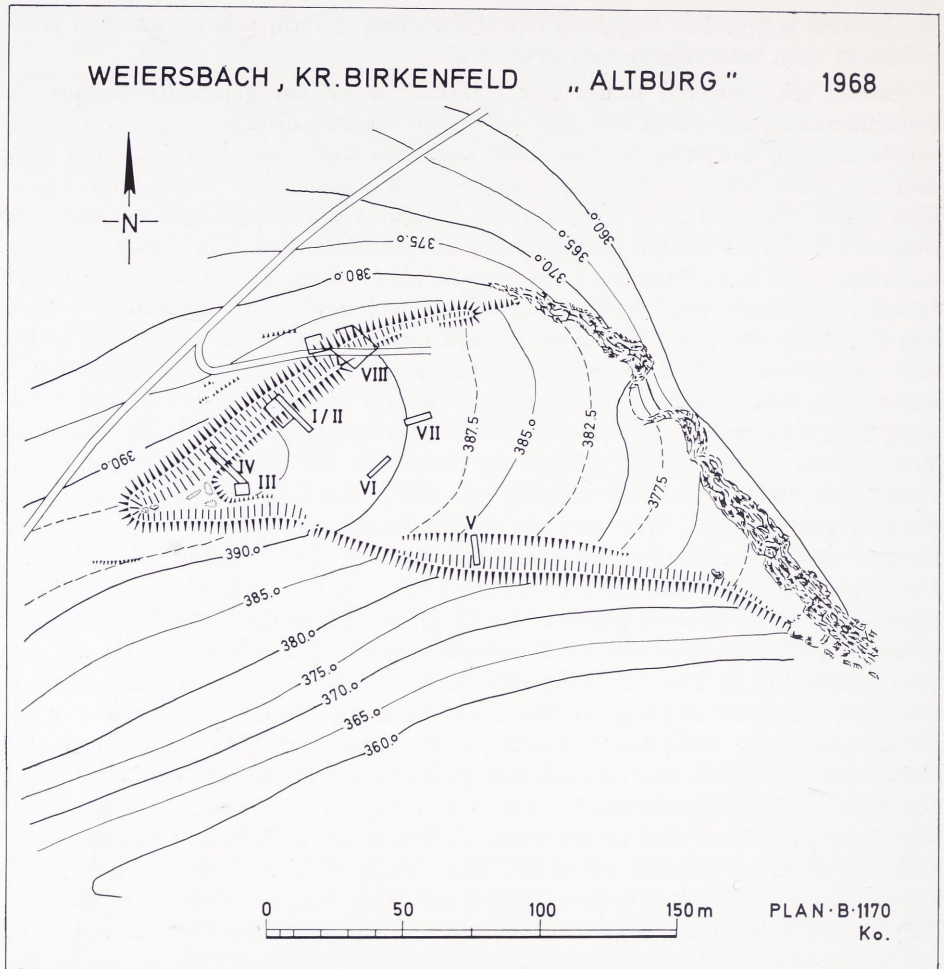 WEIERSBACH, KR. BIRKENFELD „ALTBURG" 1968
N
360.0
365.0
370.0
375.0
380.0
VIII
I/II
VII
387.5
385.0
382.5
377.5
390.0
IV
III
VI
V
390.0
385.0
380.0
375.0
370.0
365.0
360.0
0 50 100 150 m
PLAN·B·1170
Ko.